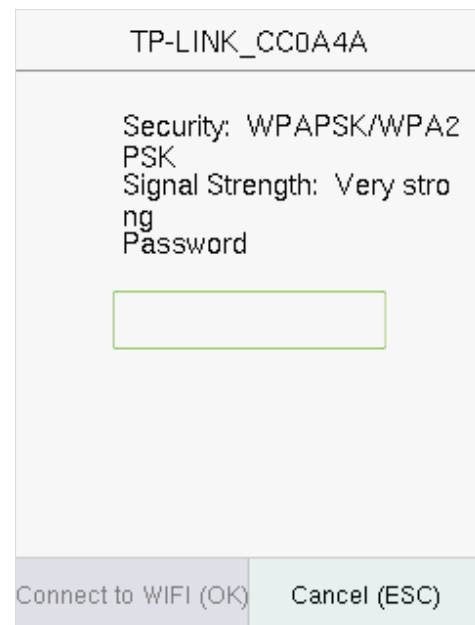 TP-LINK_CC0A4A
Security: WPAPSK/WPA2
PSK
Signal Strength: Very stro
ng
Password
Connect to WIFI (OK)
Cancel (ESC)